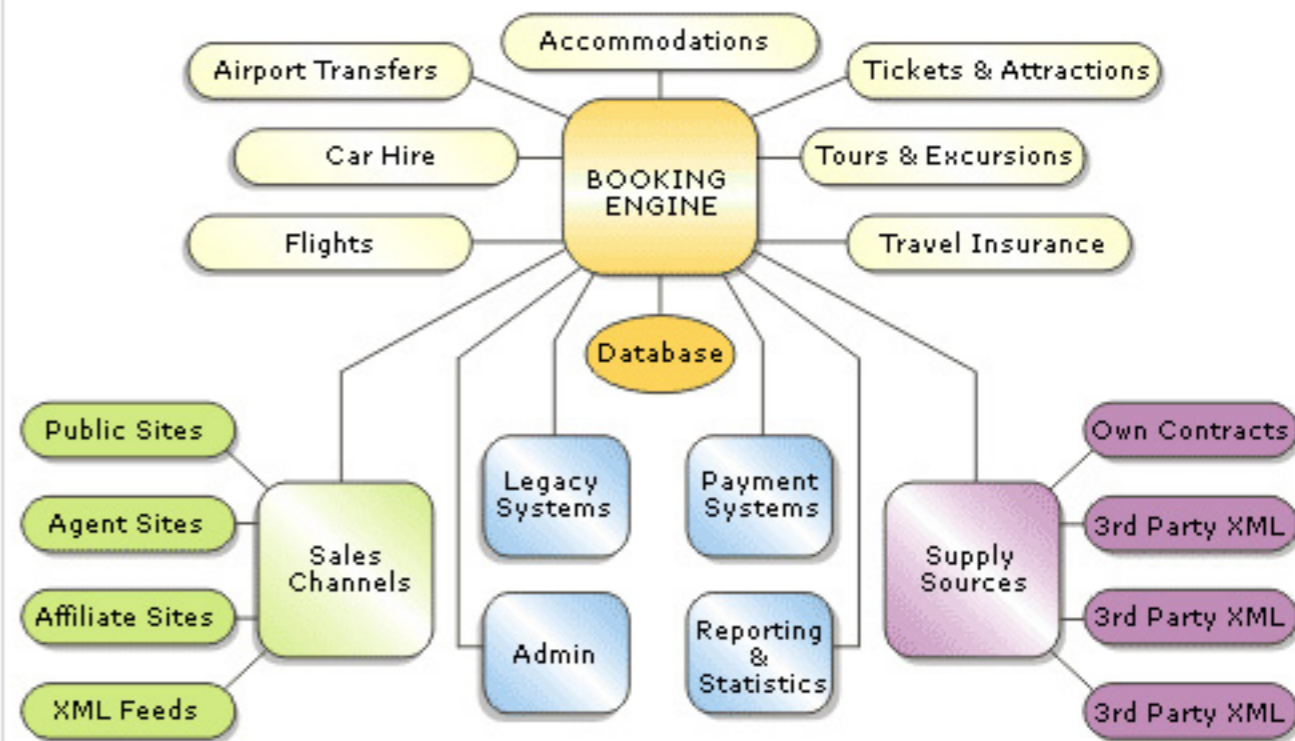 Accommodations
Airport Transfers
Tickets & Attractions
Car Hire
Tours & Excursions
BOOKING
ENGINE
Flights
Travel Insurance
Database
Public Sites
Own Contracts
Legacy
Systems
Payment
Systems
Agent Sites
3rd Party XML
Sales
Channels
Supply
Sources
Affiliate Sites
3rd Party XML
Admin
Reporting
&
Statistics
XML Feeds
3rd Party XML